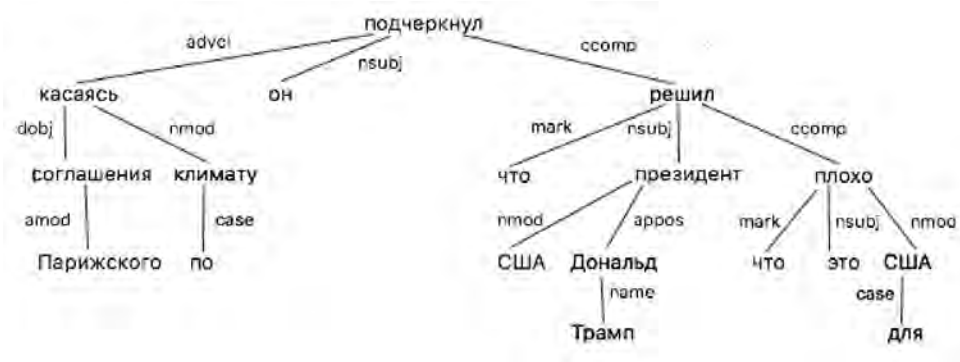 подчеркнул
advcl nsubj ccomp
касаясь он решил
dobj nmod mark nsubj ccomp
соглашения климату что президент плохо
amod case nmod appos mark nsubj nmod
Парижского по США Дональд что это США
name case
Трамп для